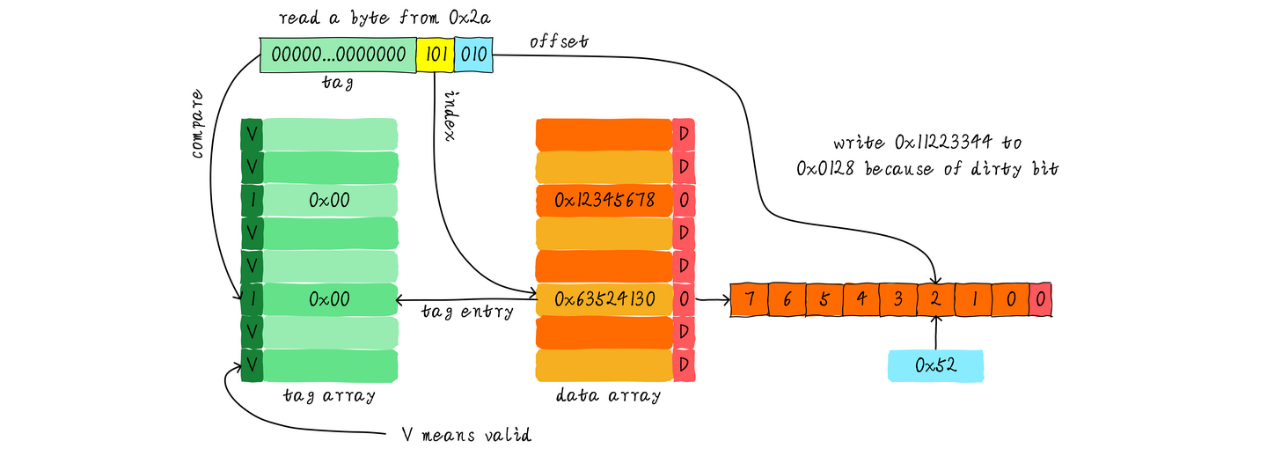 read a byte from 0x2a
00000...0000000 101 010
offset
tag
compare
index
write 0x11223344 to
0x0128 because of dirty bit
V D
V D
1 0x00 0x12345678 0
V D
V D
1 0x00 0x63524130 0 7 6 5 4 3 2 1 0 0
tag entry
V D
V D
0x52
tag array
data array
V means valid